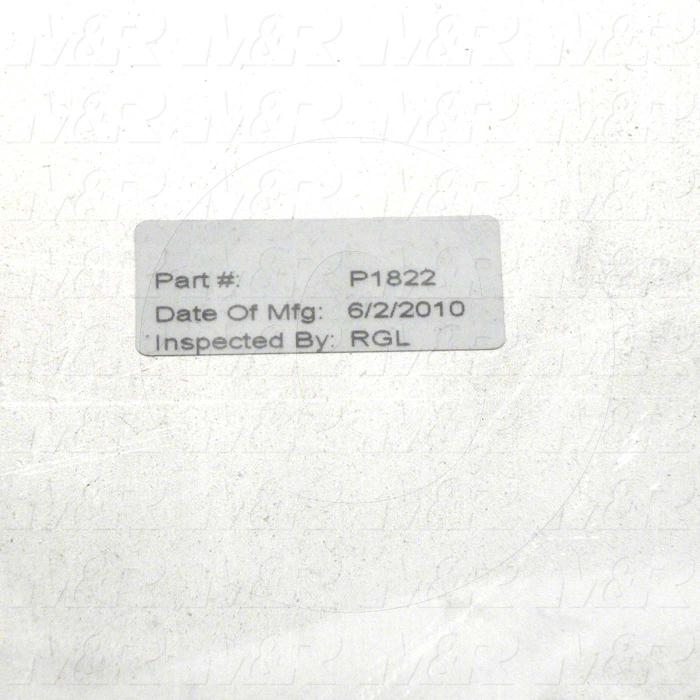 Part #: P1822
Date Of Mfg: 6/2/2010
Inspected By: RGL
M&R